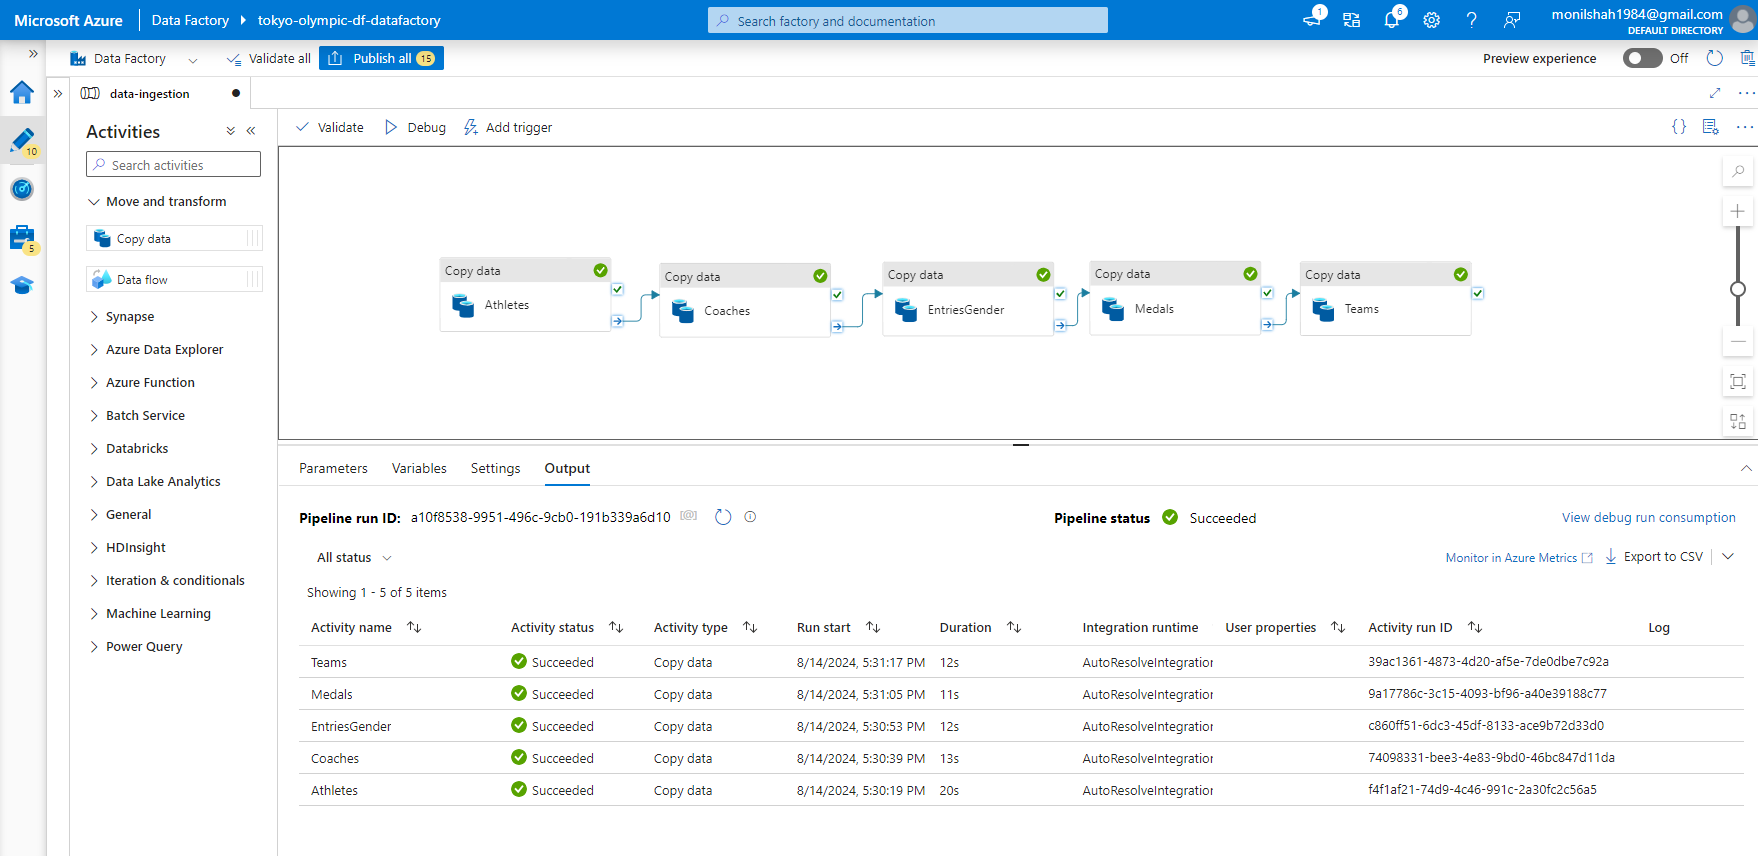 Microsoft Azure Data Factory tokyo-olympic-df-datafactory Search factory and documentation 1 6 monilshah1984@gmail.com
DEFAULT DIRECTORY
Data Factory Validate all Publish all 15 Preview experience Off
data-ingestion
Activities
Validate Debug Add trigger
10
Search activities
Move and transform
Copy data
5
Data flow
Synapse
Azure Data Explorer
Azure Function
Batch Service
Databricks
Data Lake Analytics
General
HDInsight
Iteration & conditionals
Machine Learning
Power Query
Copy data
Athletes
Copy data
Coaches
Copy data
EntriesGender
Copy data
Medals
Copy data
Teams
Parameters Variables Settings Output
Pipeline run ID: a10f8538-9951-496c-9cb0-191b339a6d10 [@] Pipeline status Succeeded View debug run consumption
All status Monitor in Azure Metrics Export to CSV
Showing 1 - 5 of 5 items
Activity name Activity status Activity type Run start Duration Integration runtime User properties Activity run ID Log
Teams Succeeded Copy data 8/14/2024, 5:31:17 PM 12s AutoResolveIntegration 39ac1361-4873-4d20-af5e-7de0dbe7c92a
Medals Succeeded Copy data 8/14/2024, 5:31:05 PM 11s AutoResolveIntegration 9a17786c-3c15-4093-bf96-a40e39188c77
EntriesGender Succeeded Copy data 8/14/2024, 5:30:53 PM 12s AutoResolveIntegration c860ff51-6dc3-45df-8133-ace9b72d33d0
Coaches Succeeded Copy data 8/14/2024, 5:30:39 PM 13s AutoResolveIntegration 74098331-bee3-4e83-9bd0-46bc847d11da
Athletes Succeeded Copy data 8/14/2024, 5:30:19 PM 20s AutoResolveIntegration f4f1af21-74d9-4c46-991c-2a30fc2c56a5